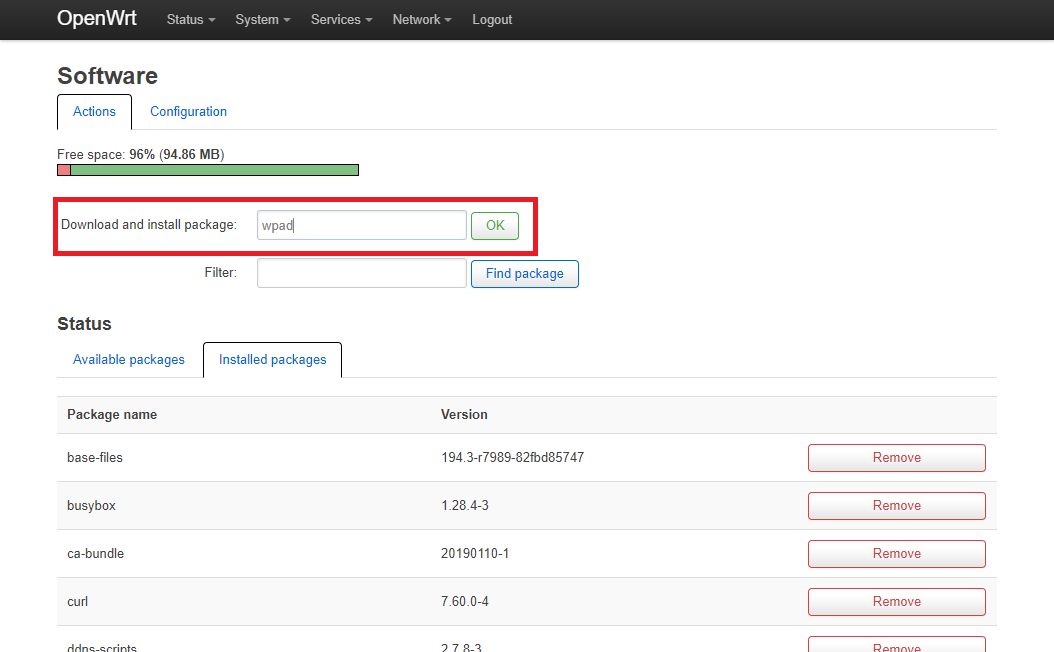 OpenWrt Status System Services Network Logout
Software
Actions Configuration
Free space: 96% (94.86 MB)
Download and install package: wpad OK
Filter: Find package
Status
Available packages Installed packages
Package name Version
base-files 194.3-r7989-82fbd85747 Remove
busybox 1.28.4-3 Remove
ca-bundle 20190110-1 Remove
curl 7.60.0-4 Remove
ddns-scripts 2.7.8-3 Remove